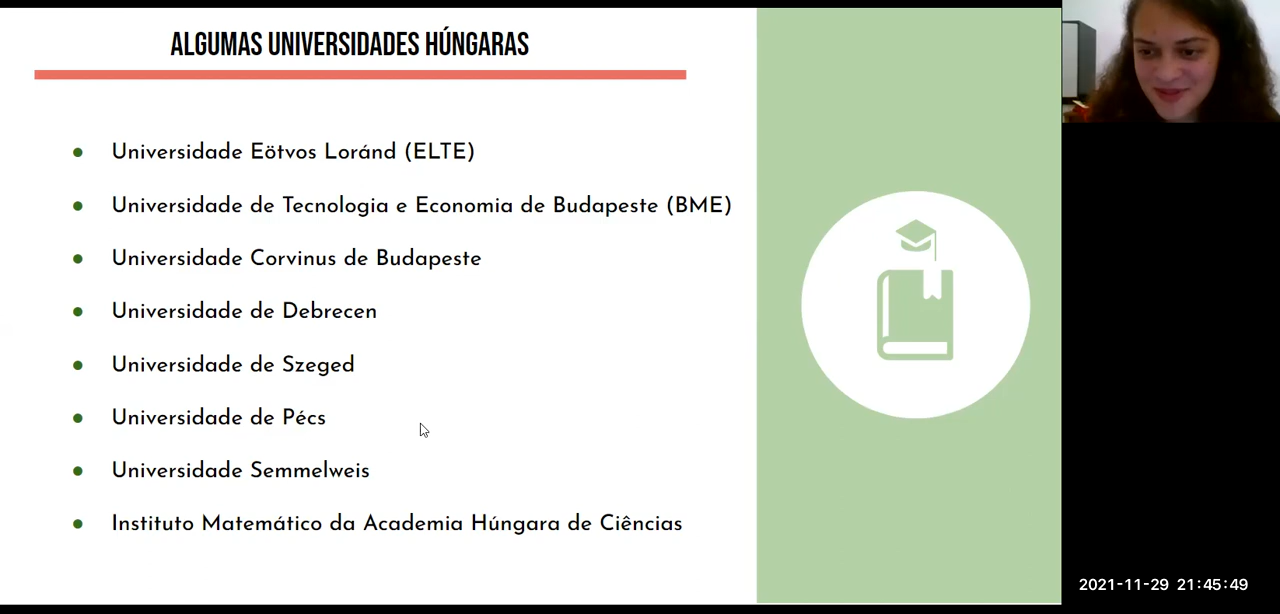 ALGUMAS UNIVERSIDADES HÚNGARAS
Universidade Eötvos Loránd (ELTE)
Universidade de Tecnologia e Economia de Budapeste (BME)
Universidade Corvinus de Budapeste
Universidade de Debrecen
Universidade de Szeged
Universidade de Pécs
Universidade Semmelweis
Instituto Matemático da Academia Húngara de Ciências
2021-11-29 21:45:49